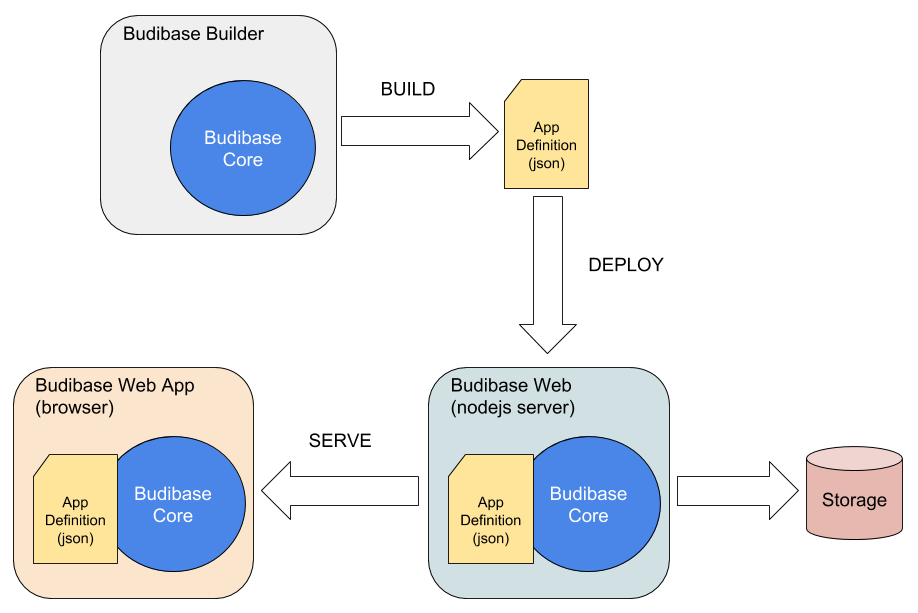 Budibase Builder
Budibase
Core
BUILD
App
Definition
(json)
DEPLOY
Budibase Web App
(browser)
App
Definition
(json)
Budibase
Core
SERVE
Budibase Web
(nodejs server)
App
Definition
(json)
Budibase
Core
Storage